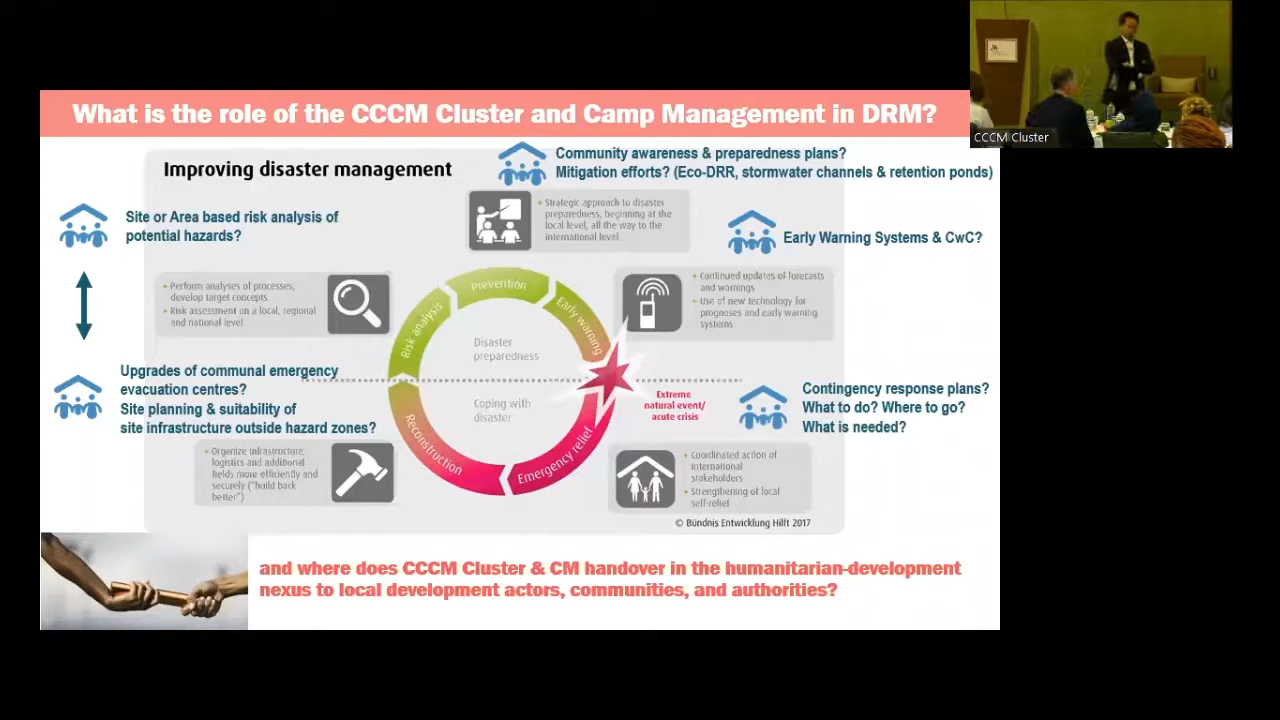 What is the role of the CCCM Cluster and Camp Management in DRM?
CCCM Cluster
Improving disaster management
Community awareness & preparedness plans?
Mitigation efforts? (Eco-DRR, stormwater channels & retention ponds)
Site or Area based risk analysis of
potential hazards?
• Strategic approach to disaster
preparedness, beginning at the
local level, all the way to the
international level
Early Warning Systems & CwC?
• Perform analyses of processes,
develop target concepts
• Risk assessment on a local, regional
and national level
• Continued updates of forecasts
and warnings
• Use of new technology for
prognoses and early warning
systems
Risk analysis
Prevention
Early warning
Disaster
preparedness
Upgrades of communal emergency
evacuation centres?
Site planning & suitability of
site infrastructure outside hazard zones?
Coping with
disaster
Extreme
natural event/
acute crisis
Contingency response plans?
What to do? Where to go?
What is needed?
Reconstruction
Emergency relief
• Organize infrastructure,
logistics and additional
fields more efficiently and
securely ("build back
better")
• Coordinated action of
international
stakeholders
• Strengthening of local
self-relief
© Bündnis Entwicklung Hilft 2017
and where does CCCM Cluster & CM handover in the humanitarian-development
nexus to local development actors, communities, and authorities?